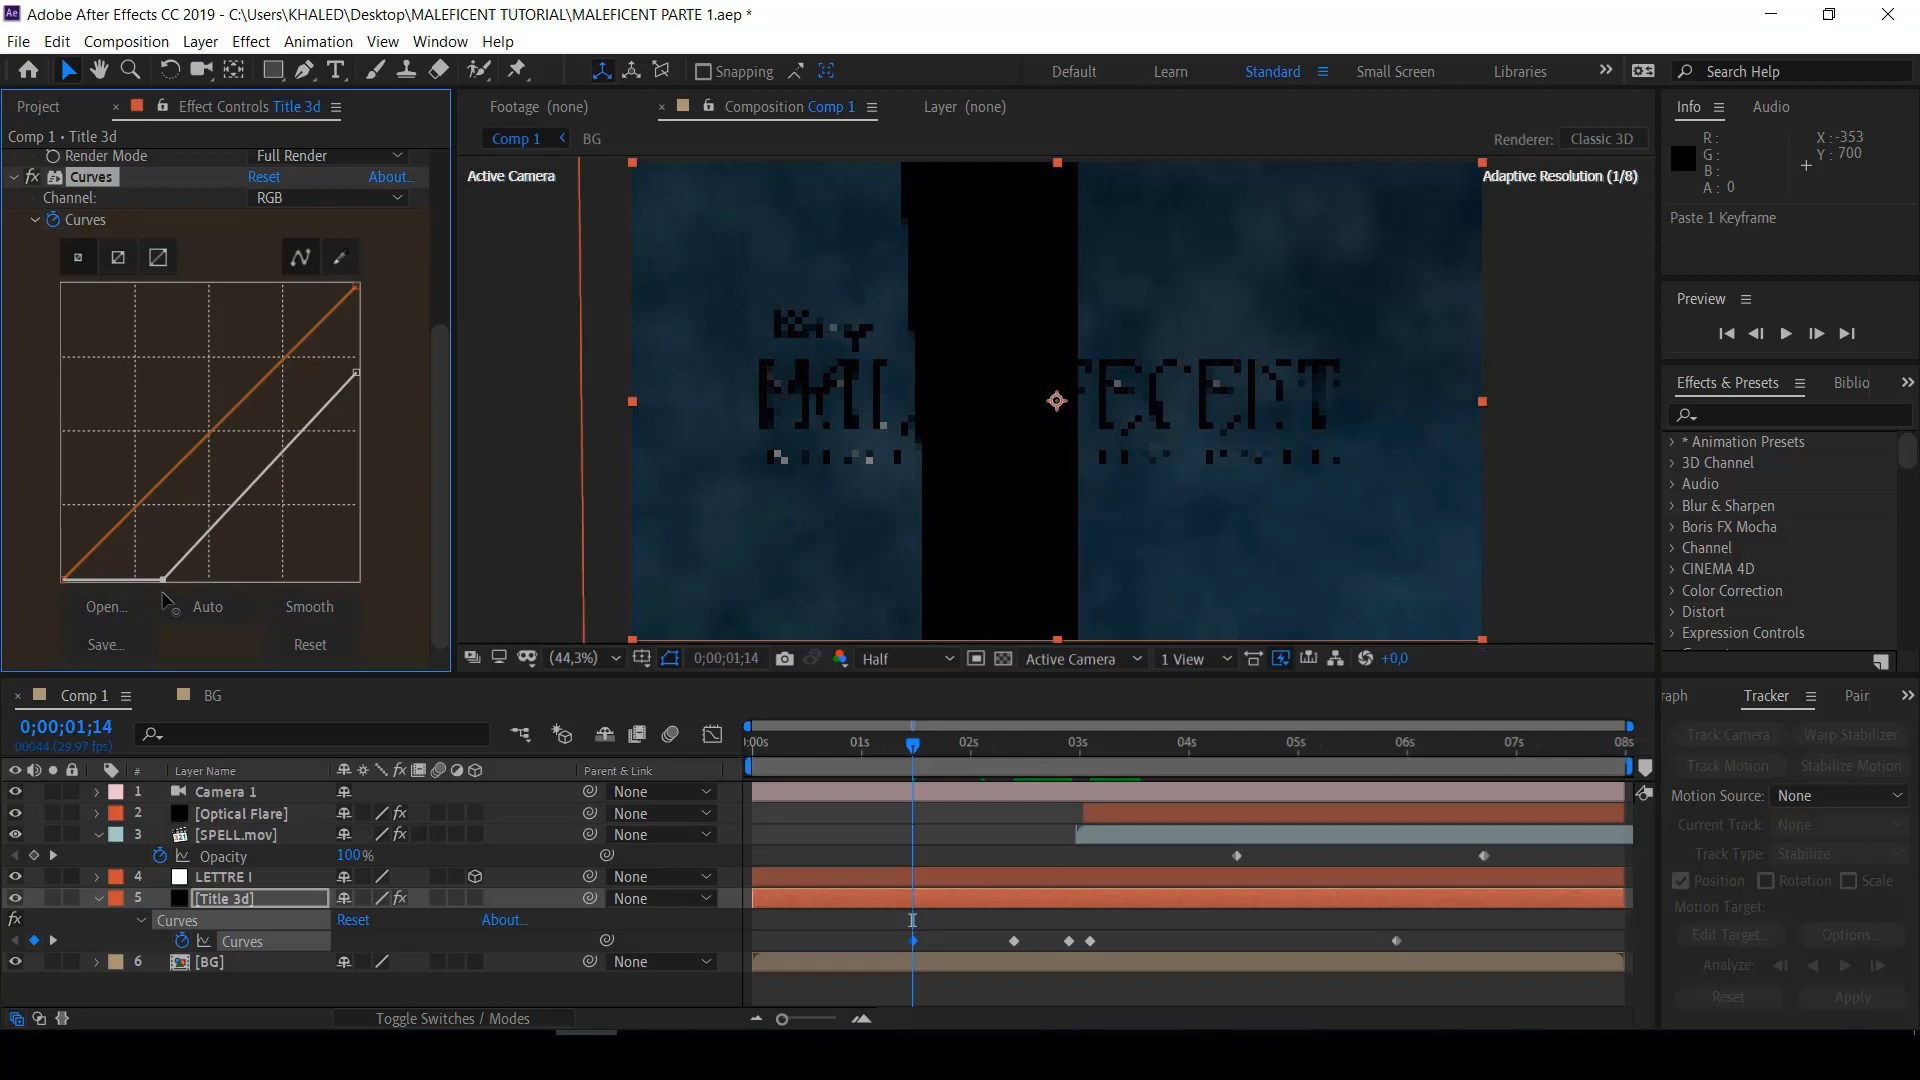 Adobe After Effects CC 2019 - C:\Users\KHALED\Desktop\MALEFICENT TUTORIAL\MALEFICENT PARTE 1.aep *
File Edit Composition Layer Effect Animation View Window Help
Snapping
Default Learn Standard Small Screen Libraries Search Help
Project Effect Controls Title 3d
Footage (none) Composition Comp 1 Layer (none)
Info Audio
Comp 1 • Title 3d
Comp 1 BG
Renderer: Classic 3D
R: X: -353
G: Y: 700
B:
A: 0
Paste 1 Keyframe
Render Mode Full Render
Curves Reset About...
Channel: RGB
Curves
Open... Auto Smooth
Save... Reset
Active Camera
Adaptive Resolution (1/8)
(44,3%) 0;00;01;14 Half Active Camera 1 View +0,0
Preview
Effects & Presets Biblio
* Animation Presets
3D Channel
Audio
Blur & Sharpen
Boris FX Mocha
Channel
CINEMA 4D
Color Correction
Distort
Expression Controls
Comp 1 BG
0;00;01;14
00044 (29.97 fps)
:00s 01s 02s 03s 04s 05s 06s 07s 08s
# Layer Name Parent & Link
1 Camera 1 None
2 [Optical Flare] None
3 [SPELL.mov] None
Opacity 100%
4 LETTRE I None
5 [Title 3d] None
Curves Reset About...
Curves
6 [BG] None
Toggle Switches / Modes
raph Tracker Pair
Track Camera Warp Stabilizer
Track Motion Stabilize Motion
Motion Source: None
Current Track: None
Track Type: Stabilize
Position Rotation Scale
Motion Target:
Edit Target... Options...
Analyze:
Reset Apply